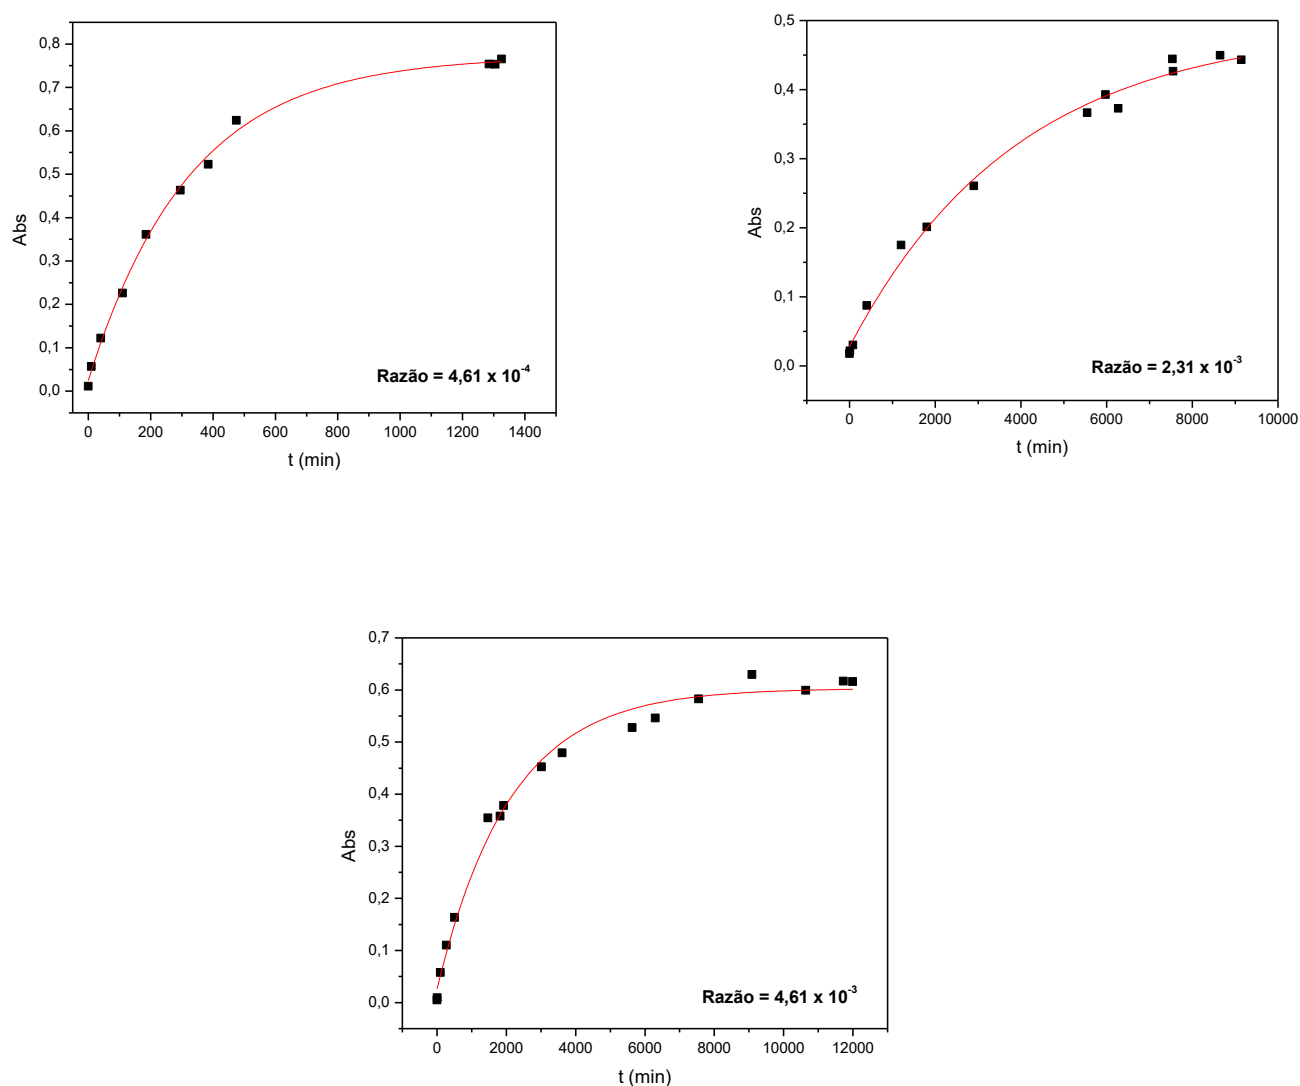 0,8
0,7
0,6
0,5
0,4
0,3
0,2
0,1
0,0
Abs
0 200 400 600 800 1000 1200 1400
t (min)
Razão = 4,61 x 10-4
0,5
0,4
0,3
0,2
0,1
0,0
Abs
0 2000 4000 6000 8000 10000
t (min)
Razão = 2,31 x 10-3
0,7
0,6
0,5
0,4
0,3
0,2
0,1
0,0
Abs
0 2000 4000 6000 8000 10000 12000
t (min)
Razão = 4,61 x 10-3